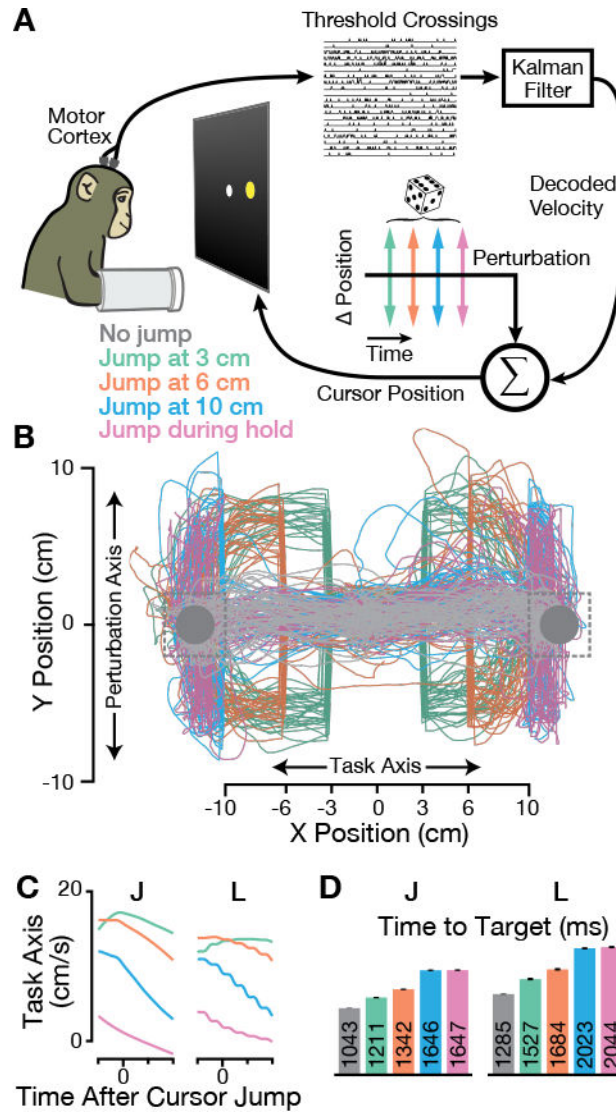 A
Threshold Crossings
Kalman
Filter
Motor
Cortex
Decoded
Velocity
Δ Position
Perturbation
Time
No jump
Jump at 3 cm
Jump at 6 cm
Jump at 10 cm
Jump during hold
Cursor Position
Σ
B
10
0
-10
Y Position (cm)
Perturbation Axis
Task Axis
-10 -6 -3 0 3 6 10
X Position (cm)
C
J L
20
0
Task Axis
(cm/s)
0 0
Time After Cursor Jump
D
J L
Time to Target (ms)
1043 1211 1342 1646 1647
1285 1527 1684 2023 2044